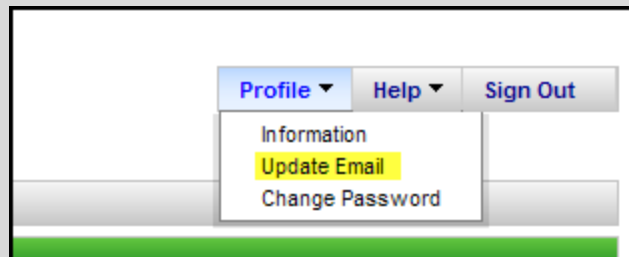 Profile Help Sign Out
Information
Update Email
Change Password